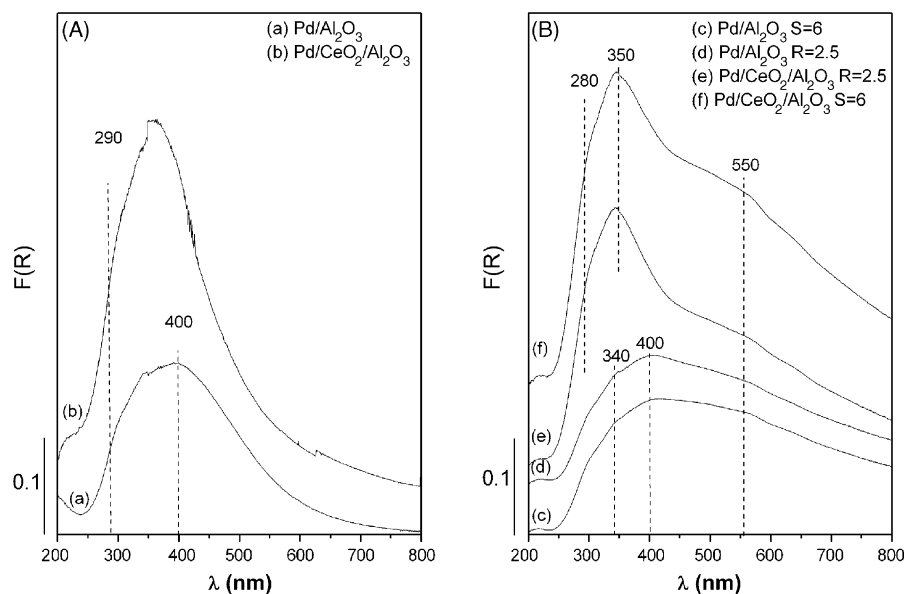 (A)
(a) Pd/Al₂O₃
(b) Pd/CeO₂/Al₂O₃
290
400
(b)
(a)
0.1
F(R)
200 300 400 500 600 700 800
λ (nm)
(B)
(c) Pd/Al₂O₃ S=6
(d) Pd/Al₂O₃ R=2.5
(e) Pd/CeO₂/Al₂O₃ R=2.5
(f) Pd/CeO₂/Al₂O₃ S=6
350
280
550
340
400
(f)
(e)
(d)
(c)
0.1
F(R)
200 300 400 500 600 700 800
λ (nm)